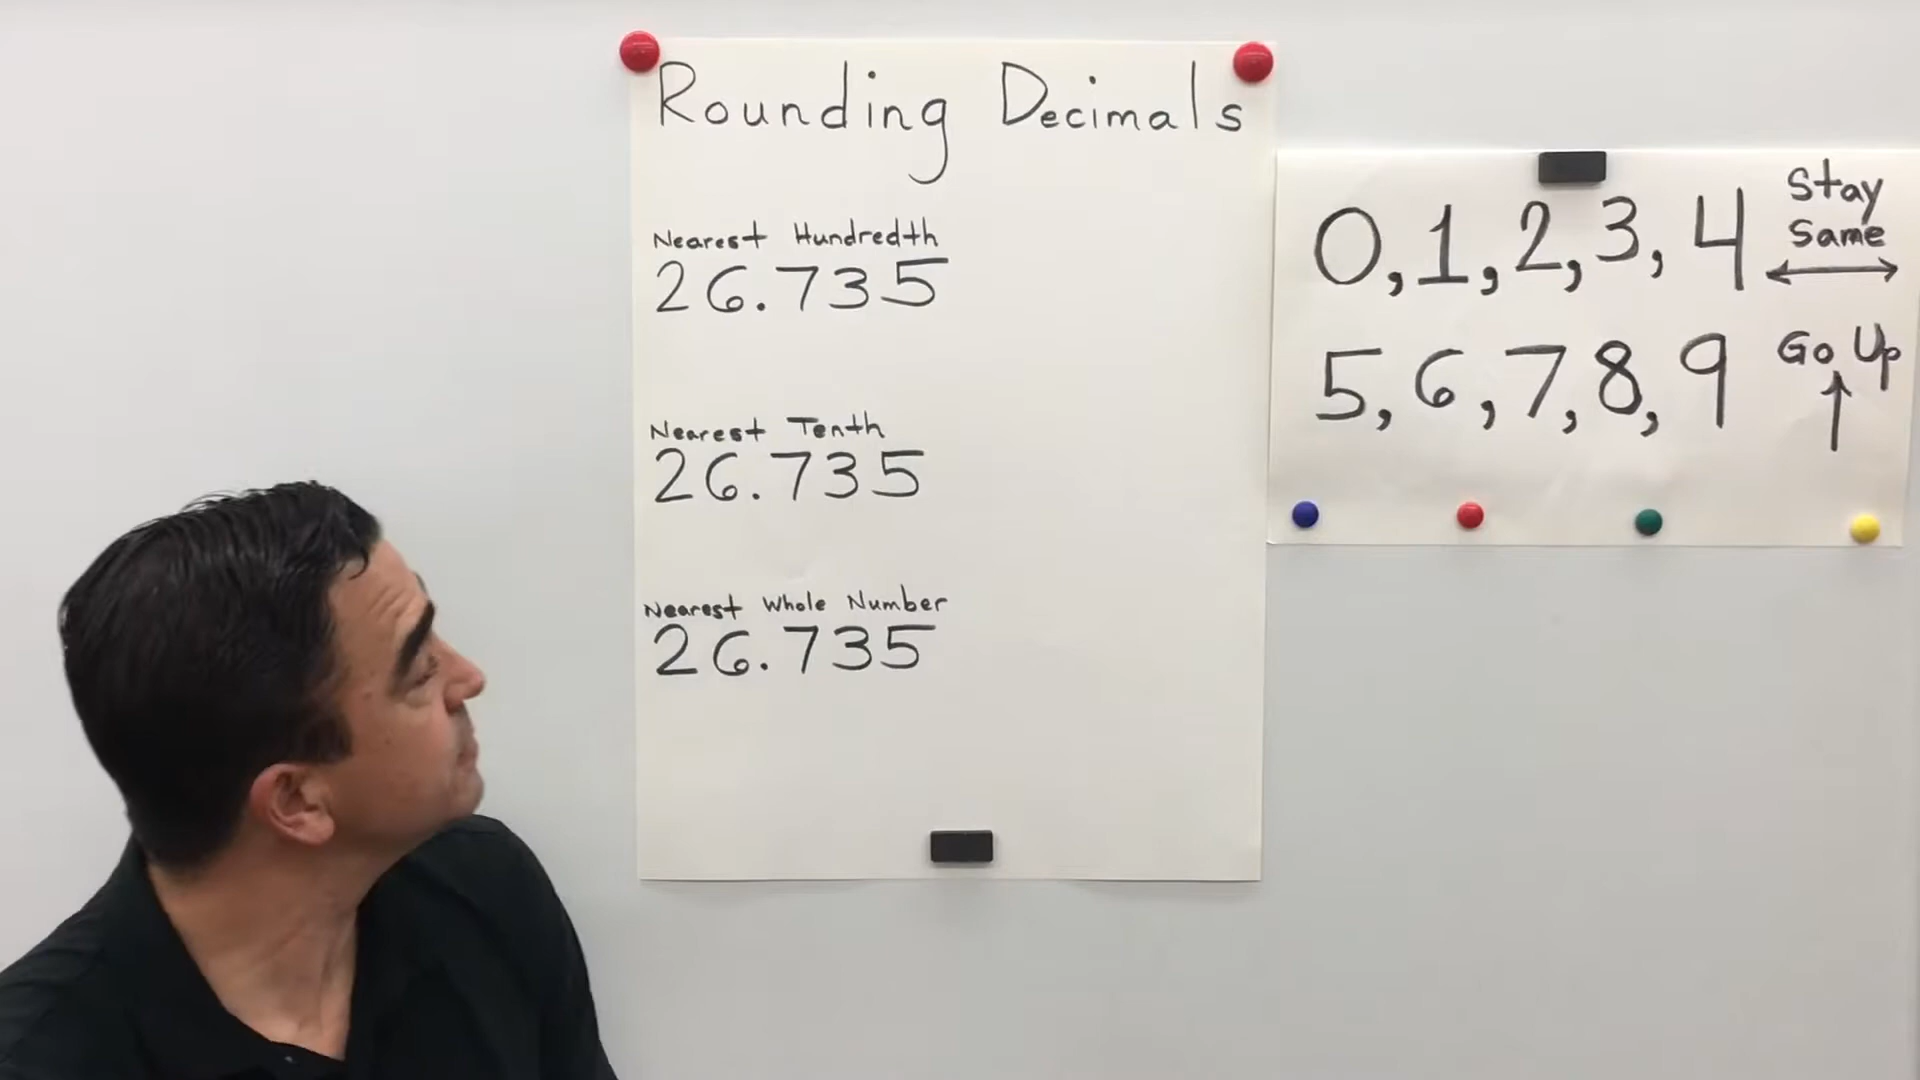 Rounding Decimals
Nearest Hundredth
26.735
Nearest Tenth
26.735
Nearest Whole Number
26.735
0,1,2,3,4 Stay Same
5,6,7,8,9 Go Up